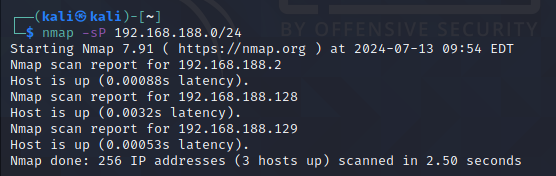 BY OFFENSIVE SECURITY
┌──(kali㉿kali)-[~]
└─$ nmap -sP 192.168.188.0/24
Starting Nmap 7.91 ( https://nmap.org ) at 2024-07-13 09:54 EDT
Nmap scan report for 192.168.188.2
Host is up (0.00088s latency).
Nmap scan report for 192.168.188.128
Host is up (0.0032s latency).
Nmap scan report for 192.168.188.129
Host is up (0.00053s latency).
Nmap done: 256 IP addresses (3 hosts up) scanned in 2.50 seconds